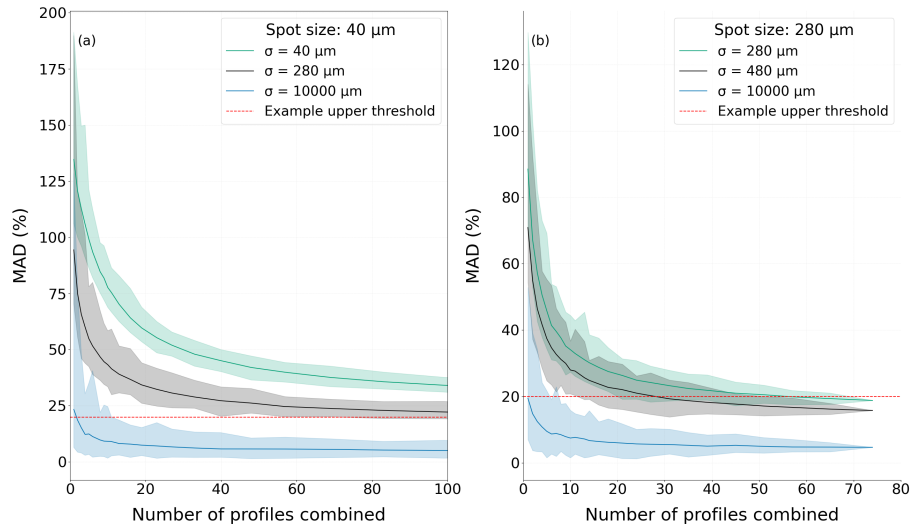 (a)
Spot size: 40 μm
σ = 40 μm
σ = 280 μm
σ = 10000 μm
Example upper threshold
MAD (%)
200
175
150
125
100
75
50
25
0
0 20 40 60 80 100
Number of profiles combined
(b)
Spot size: 280 μm
σ = 280 μm
σ = 480 μm
σ = 10000 μm
Example upper threshold
MAD (%)
120
100
80
60
40
20
0
0 10 20 30 40 50 60 70 80
Number of profiles combined